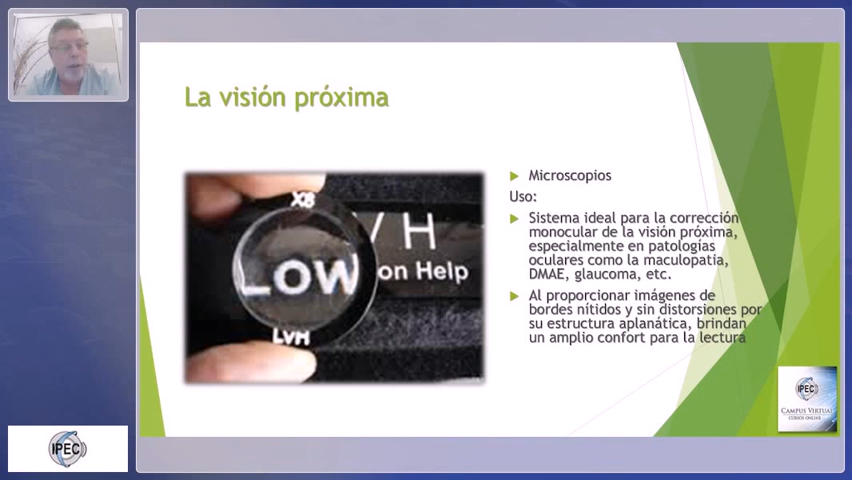 La visión próxima
X8
LOW
V H
on Help
LVH
Microscopios
Uso:
Sistema ideal para la corrección
monocular de la visión próxima,
especialmente en patologías
oculares como la maculopatia,
DMAE, glaucoma, etc.
Al proporcionar imágenes de
bordes nítidos y sin distorsiones por
su estructura aplanática, brindan
un amplio confort para la lectura
IPEC
CAMPUS VIRTUAL
CURSOS ONLINE
IPEC